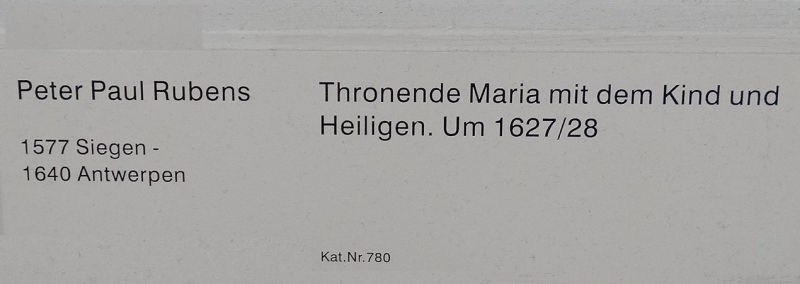 Peter Paul Rubens
1577 Siegen -
1640 Antwerpen
Thronende Maria mit dem Kind und
Heiligen. Um 1627/28
Kat.Nr.780